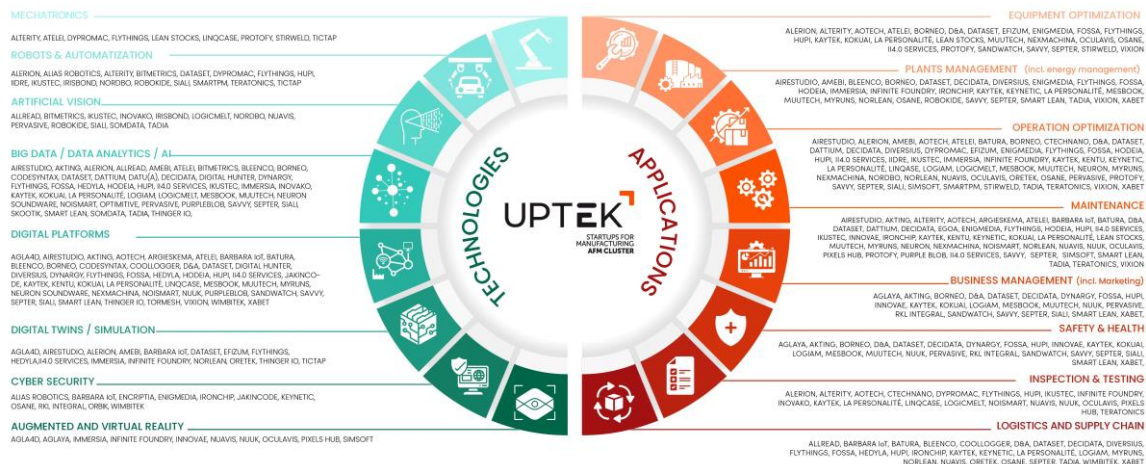 MECHATRONICS
ALTERITY, ATELEI, DYPROMAC, FLYTHINGS, LEAN STOCKS, LINQCASE, PROTOFY, STIRWELD, TICTAP
ROBOTS & AUTOMATIZATION
ALERION, ALIAS ROBOTICS, ALTERITY, BITMETRICS, DATASET, DYPROMAC, FLYTHINGS, HUPI,
IIDRE, IKUSTEC, IRISBOND, NORDBO, ROBOKIDE, SIALI, SMARTPM, TERATONICS, TICTAP
ARTIFICIAL VISION
ALLREAD, BITMETRICS, IKUSTEC, INOVAKO, IRISBOND, LOGICMELT, NORDBO, NUAVIS,
PERVASIVE, ROBOKIDE, SIALI, SOMDATA, TADIA
BIG DATA / DATA ANALYTICS / AI
AIRESTUDIO, AKTING, ALERION, ALLREAD, AMEBI, ATELEI, BITMETRICS, BLEENCO, BORNEO,
CODESYNTAX, DATASET, DATTIUM, DATU(A), DECIDATA, DIGITAL HUNTER, DYNARGY,
FLYTHINGS, FOSSA, HEDYLA, HODEIA, HUPI, II4.0 SERVICES, IKUSTEC, IMMERSIA, INOVAKO,
KAYTEK, KOKUAI, LA PERSONALITÉ, LOGIAM, LOGICMELT, MESBOOK, MUUTECH, NEURON
SOUNDWARE, NOISMART, OPTIMITIVE, PERVASIVE, PURPLEBLOB, SAVVY, SEPTER, SIALI,
SKOOTIK, SMART LEAN, SOMDATA, TADIA, THINGER IO,
DIGITAL PLATFORMS
AGLA4D, AIRESTUDIO, AKTING, AOTECH, ARGIESKEMA, ATELEI, BARBARA IoT, BATURA,
BLEENCO, BORNEO, CODESYNTAX, COOLLOGGER, D&A, DATASET, DIGITAL HUNTER,
DIVERSIUS, DYNARGY, FLYTHINGS, FOSSA, HEDYLA, HODEIA, HUPI, II4.0 SERVICES, JAKINCO-
DE, KAYTEK, KENTU, KOKUAI, LA PERSONALITÉ, LINQCASE, MESBOOK, MUUTECH, MYRUNS,
NEURON SOUNDWARE, NEXMACHINA, NOISMART, NUUK, PURPLEBLOB, SANDWATCH, SAVVY,
SEPTER, SIALI, SMART LEAN, THINGER IO, TORMESH, VIXION, WIMBITEK, XABET
DIGITAL TWINS / SIMULATION
AGLA4D, AIRESTUDIO, ALERION, AMEBI, BARBARA IoT, DATASET, EFIZUM, FLYTHINGS,
HEDYLA,II4.0 SERVICES, IMMERSIA, INFINITE FOUNDRY, NORLEAN, ORETEK, THINGER IO, TICTAP
CYBER SECURITY
ALIAS ROBOTICS, BARBARA IoT, ENCRIPTIA, ENIGMEDIA, IRONCHIP, JAKINCODE, KEYNETIC,
OSANE, RKL INTEGRAL, ORBIK, WIMBITEK
AUGMENTED AND VIRTUAL REALITY
AGLA4D, AGLAYA, IMMERSIA, INFINITE FOUNDRY, INNOVAE, NUAVIS, NUUK, OCULAVIS, PIXELS HUB, SIMSOFT
TECHNOLOGIES
UPTEK
STARTUPS FOR
MANUFACTURING
AFM CLUSTER
APPLICATIONS
EQUIPMENT OPTIMIZATION
ALERION, ALTERITY, AOTECH, ATELEI, BORNEO, D&A, DATASET, EFIZUM, ENIGMEDIA, FOSSA, FLYTHINGS,
HUPI, KAYTEK, KOKUAI, LA PERSONALITÉ, LEAN STOCKS, MUUTECH, NEXMACHINA, OCULAVIS, OSANE,
II4.0 SERVICES, PROTOFY, SANDWATCH, SAVVY, SEPTER, STIRWELD, VIXION
PLANTS MANAGEMENT (incl. energy management)
AIRESTUDIO, AMEBI, BLEENCO, BORNEO, DATASET, DECIDATA, DIVERSIUS, ENIGMEDIA, FLYTHINGS, FOSSA,
HODEIA, IMMERSIA, INFINITE FOUNDRY, IRONCHIP, KAYTEK, KEYNETIC, LA PERSONALITÉ, MESBOOK,
MUUTECH, MYRUNS, NORLEAN, OSANE, ROBOKIDE, SAVVY, SEPTER, SMART LEAN, TADIA, VIXION, XABET
OPERATION OPTIMIZATION
AIRESTUDIO, ALERION, AMEBI, AOTECH, ATELEI, BATURA, BORNEO, CTECHNANO, D&A, DATASET,
DATTIUM, DECIDATA, DIVERSIUS, DYPROMAC, EFIZUM, ENIGMEDIA, FLYTHINGS, FOSSA, HODEIA,
HUPI, II4.0 SERVICES, IIDRE, IKUSTEC, IMMERSIA, INFINITE FOUNDRY, KAYTEK, KENTU, KEYNETIC,
LA PERSONALITÉ, LINQCASE, LOGIAM, LOGICMELT, MESBOOK, MUUTECH, NEURON, MYRUNS,
NEXMACHINA, NORDBO, NORLEAN, NUAVIS, OCULAVIS, ORETEK, OSANE, PERVASIVE, PROTOFY,
SAVVY, SEPTER, SIALI, SIMSOFT, SMARTPM, STIRWELD, TADIA, TERATONICS, VIXION, XABET
MAINTENANCE
AIRESTUDIO, AKTING, ALTERITY, AOTECH, ARGIESKEMA, ATELEI, BARBARA IoT, BATURA, D&A,
DATASET, DATTIUM, DECIDATA, EGOA, ENIGMEDIA, FLYTHINGS, HODEIA, HUPI, II4.0 SERVICES,
IKUSTEC, INNOVAE, IRONCHIP, KAYTEK, KENTU, KEYNETIC, KOKUAI, LA PERSONALITÉ, LEAN STOCKS,
MUUTECH, MYRUNS, NEURON, NEXMACHINA, NOISMART, NORLEAN, NUAVIS, NUUK, OCULAVIS,
PIXELS HUB, PROTOFY, PURPLE BLOB, II4.0 SERVICES, SAVVY, SEPTER, SIMSOFT, SMART LEAN,
TADIA, TERATONICS, VIXION
BUSINESS MANAGEMENT (incl. Marketing)
AGLAYA, AKTING, BORNEO, D&A, DATASET, DECIDATA, DYNARGY, FOSSA, HUPI,
INNOVAE, KAYTEK, KOKUAI, LOGIAM, MESBOOK, MUUTECH, NUUK, PERVASIVE,
RKL INTEGRAL, SANDWATCH, SAVVY, SEPTER, SIALI, SMART LEAN, XABET,
SAFETY & HEALTH
AGLAYA, AKTING, BORNEO, D&A, DATASET, DECIDATA, DYNARGY, FOSSA, HUPI, INNOVAE, KAYTEK, KOKUAI,
LOGIAM, MESBOOK, MUUTECH, NUUK, PERVASIVE, RKL INTEGRAL, SANDWATCH, SAVVY, SEPTER, SIALI,
SMART LEAN, XABET,
INSPECTION & TESTING
ALERION, ALTERITY, AOTECH, CTECHNANO, DYPROMAC, FLYTHINGS, HUPI, IKUSTEC, INFINITE FOUNDRY,
INOVAKO, KAYTEK, LA PERSONALITÉ, LINQCASE, LOGICMELT, NOISMART, NUAVIS, NUUK, OCULAVIS, PIXELS
HUB, TERATONICS
LOGISTICS AND SUPPLY CHAIN
ALLREAD, BARBARA IoT, BATURA, BLEENCO, COOLLOGGER, D&A, DATASET, DECIDATA, DIVERSIUS,
FLYTHINGS, FOSSA, HEDYLA, HUPI, IRONCHIP, KAYTEK, KEYNETIC, LA PERSONALITÉ, LOGIAM, MYRUNS,
NORLEAN, NUAVIS, ORETEK, OSANE, SEPTER, TADIA, WIMBITEK, XABET